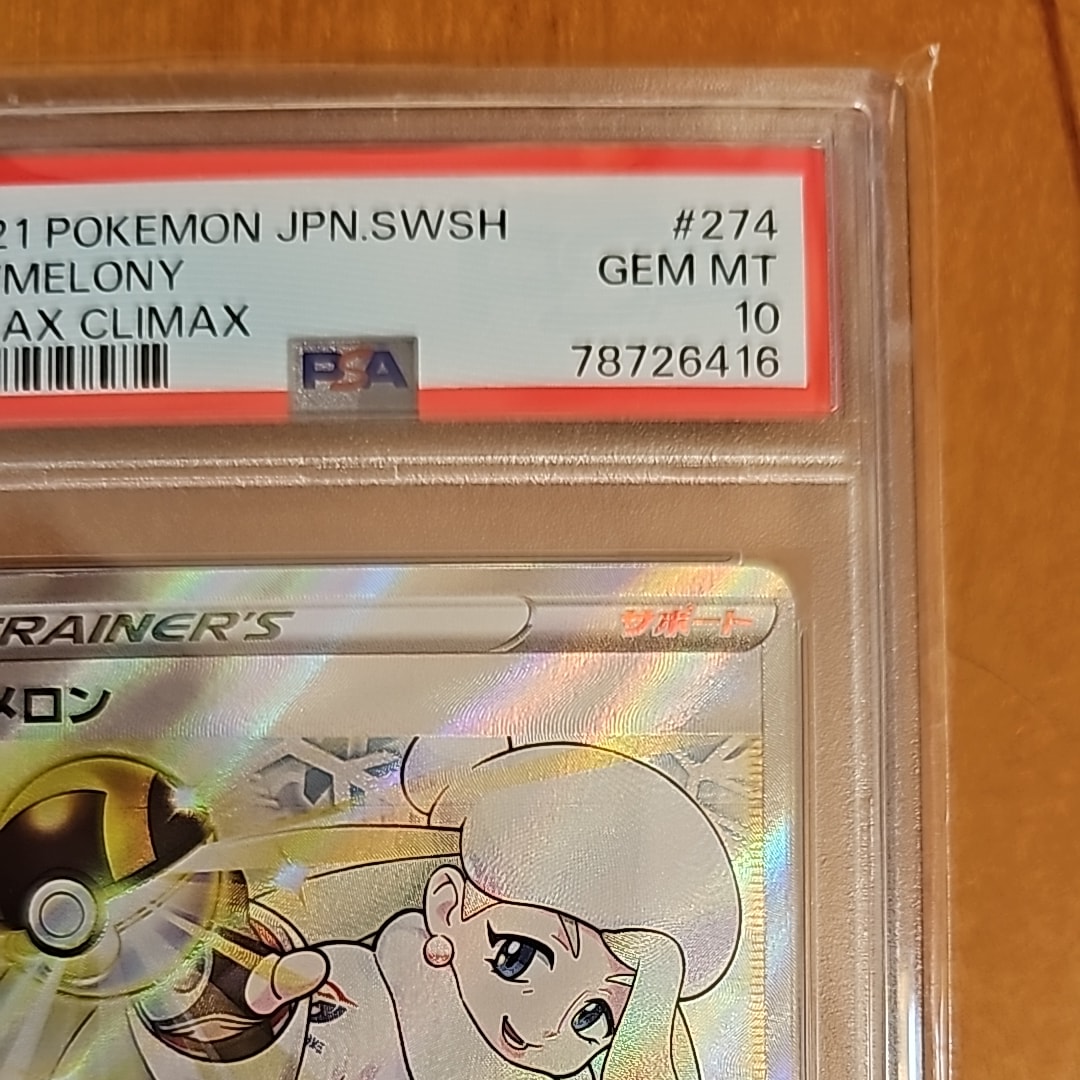 21 POKEMON JPN.SWSH #274
/MELONY GEM MT
AX CLIMAX 10
PSA 78726416
TRAINER'S サポート
メロン